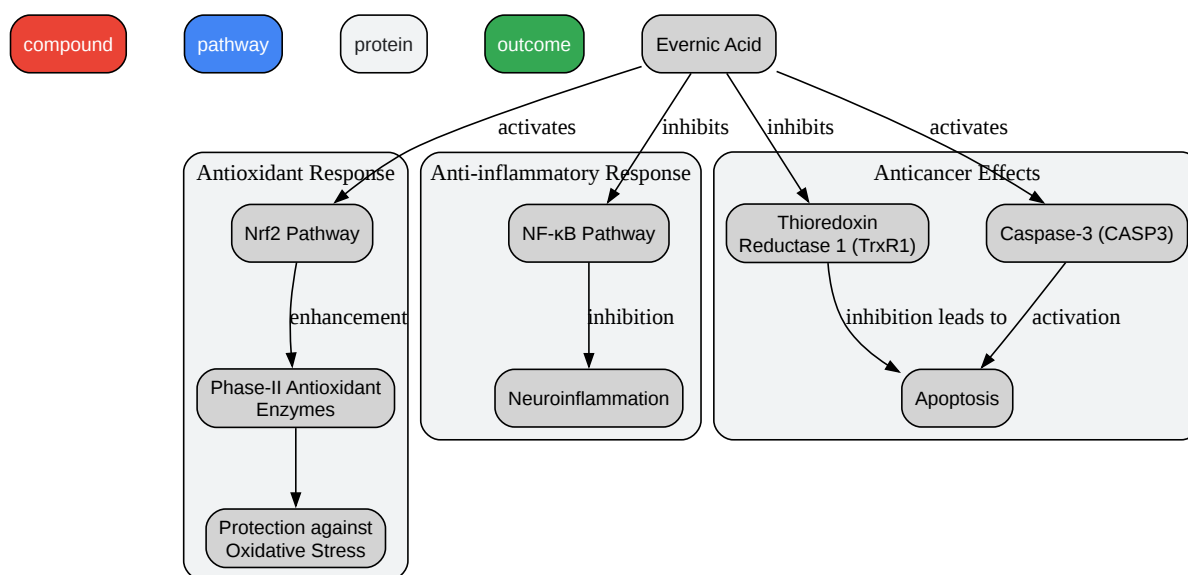 compound
pathway
protein
outcome
Evernic Acid
activates
inhibits
inhibits
activates
Antioxidant Response
Anti-inflammatory Response
Anticancer Effects
Nrf2 Pathway
NF-κB Pathway
Thioredoxin
Reductase 1 (TrxR1)
Caspase-3 (CASP3)
enhancement
inhibition
inhibition leads to
activation
Phase-II Antioxidant
Enzymes
Neuroinflammation
Apoptosis
Protection against
Oxidative Stress